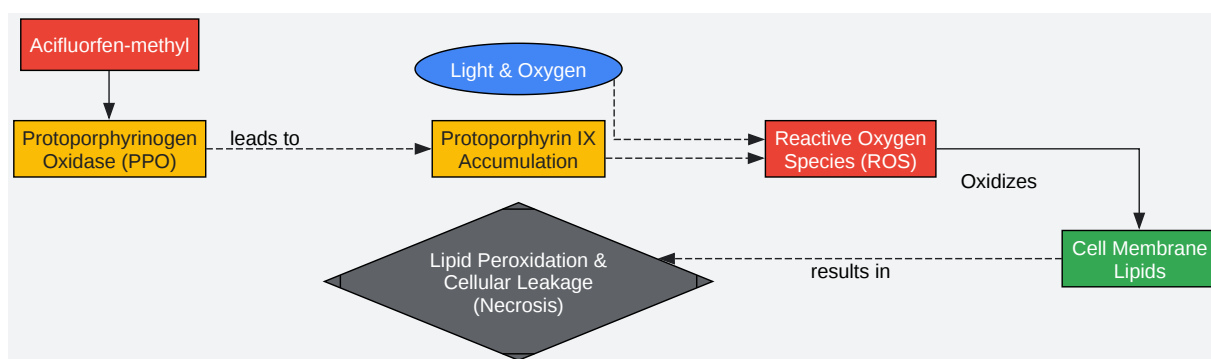 Acifluorfen-methyl
Light & Oxygen
Protoporphyrinogen
Oxidase (PPO)
leads to
Protoporphyrin IX
Accumulation
Reactive Oxygen
Species (ROS)
Oxidizes
Cell Membrane
Lipids
results in
Lipid Peroxidation &
Cellular Leakage
(Necrosis)